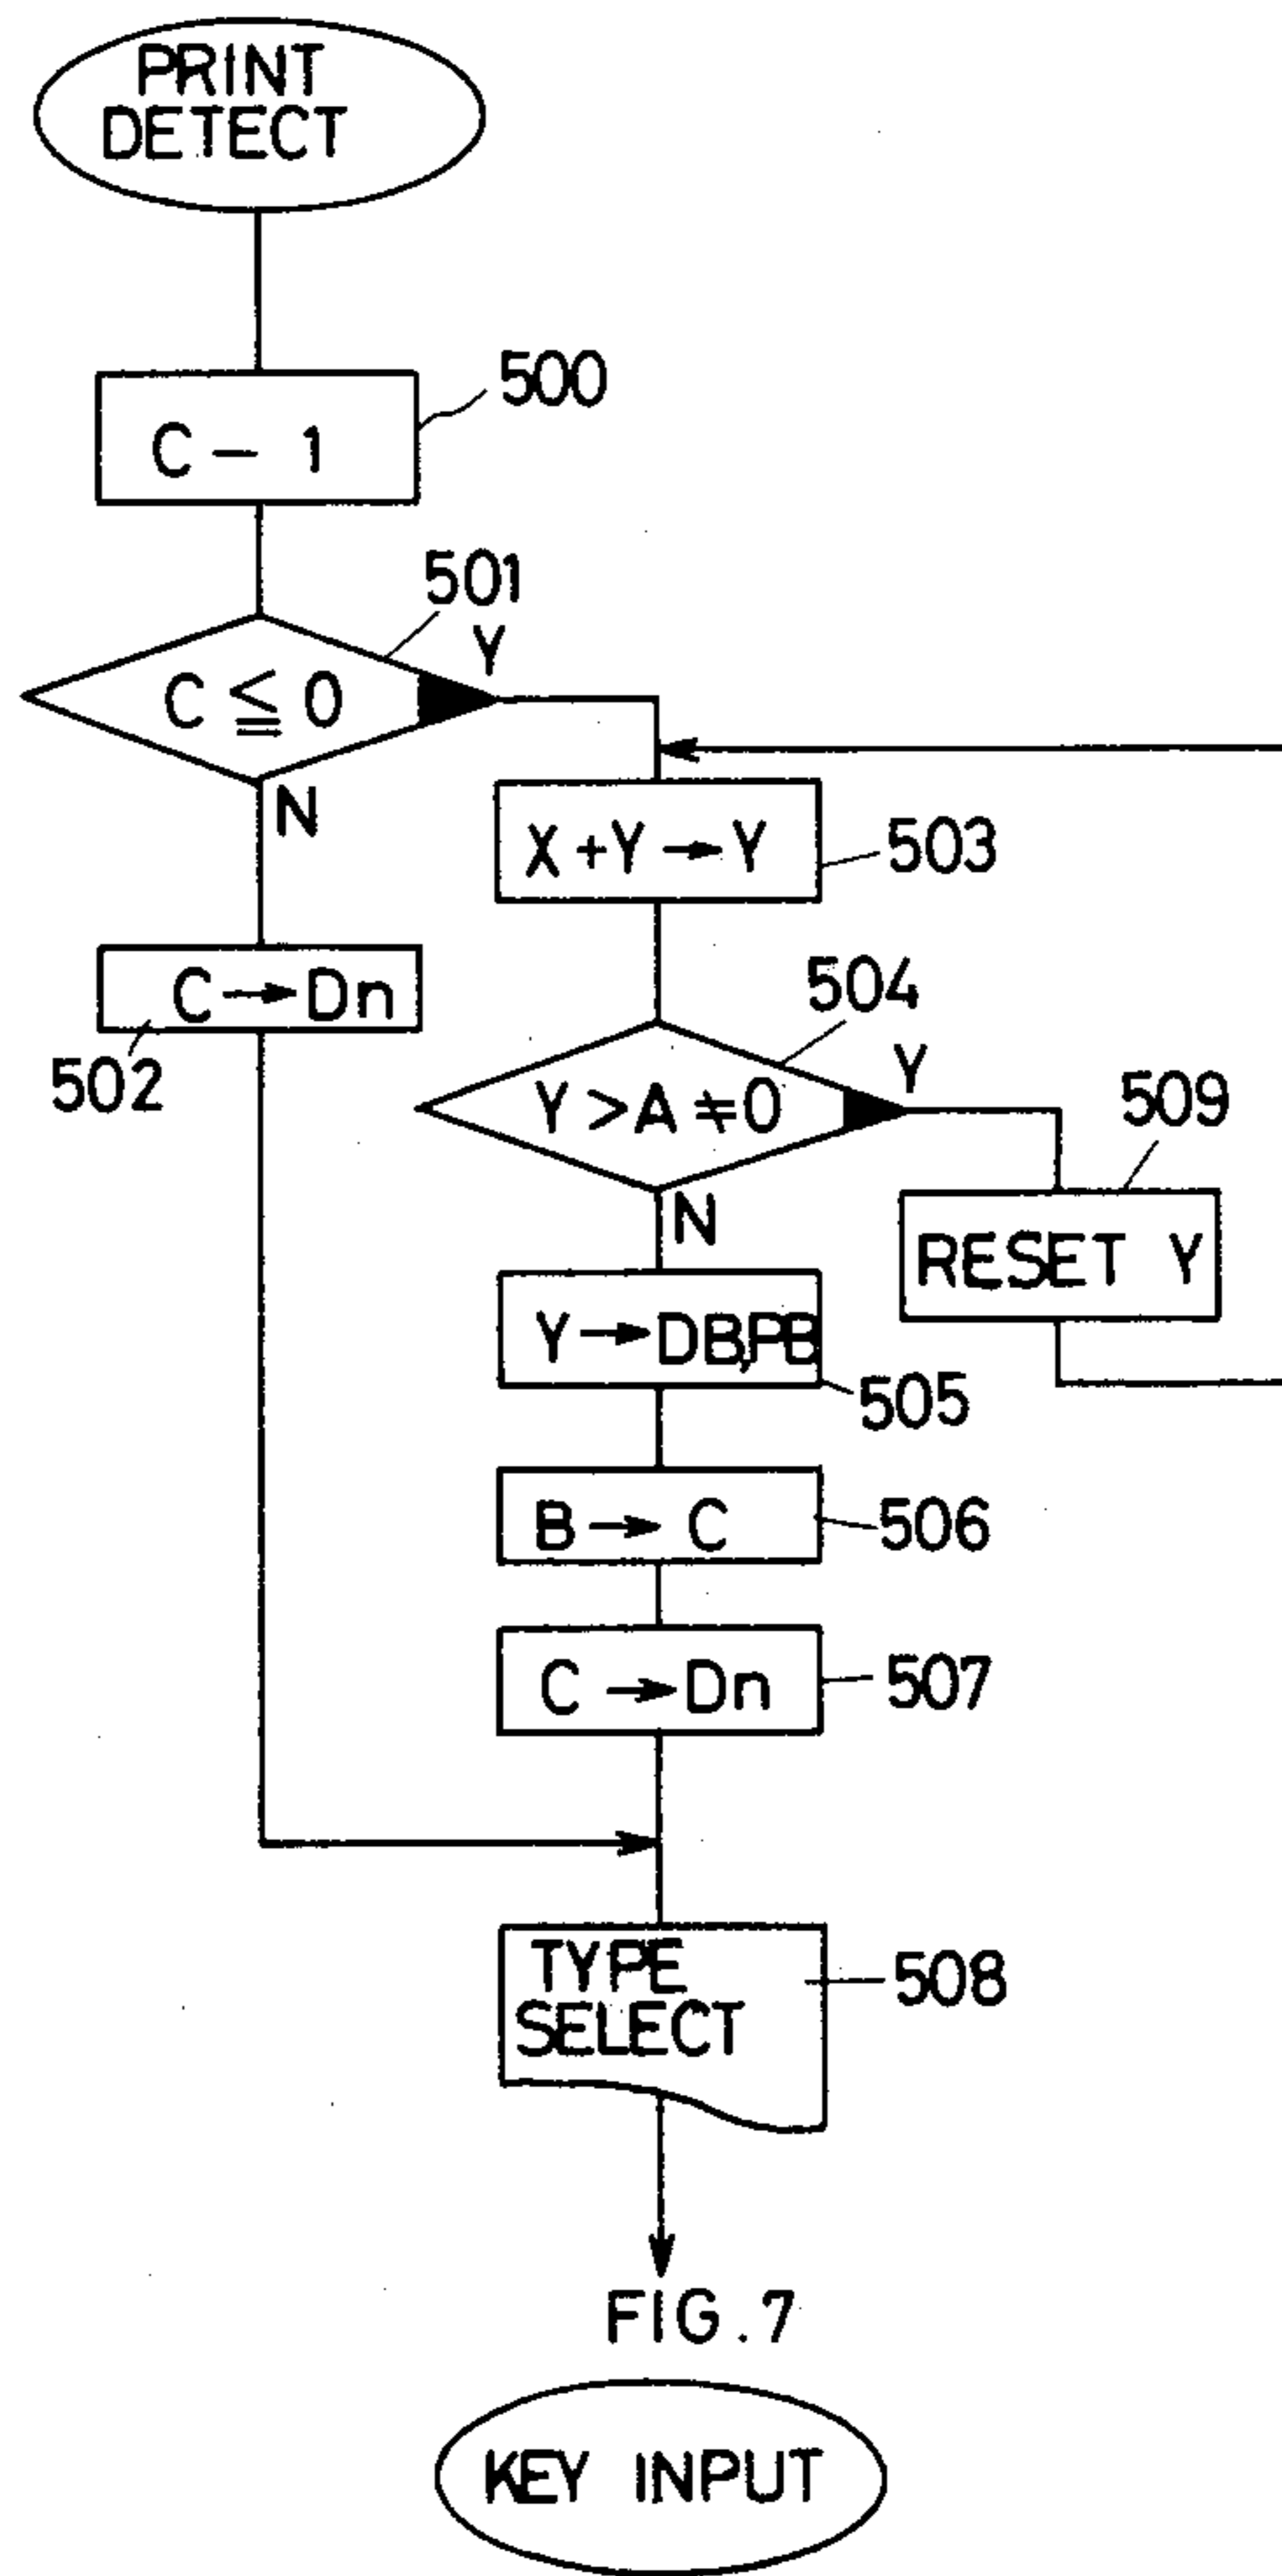 PRINT
DETECT
500
C - 1
501
Y
C ≦ 0
N
X + Y → Y
503
C → Dn
502
504
Y
Y > A ≠ 0
509
N
RESET Y
Y → DB,PB
505
B → C
506
C → Dn
507
TYPE
SELECT
508
FIG. 7
KEY INPUT